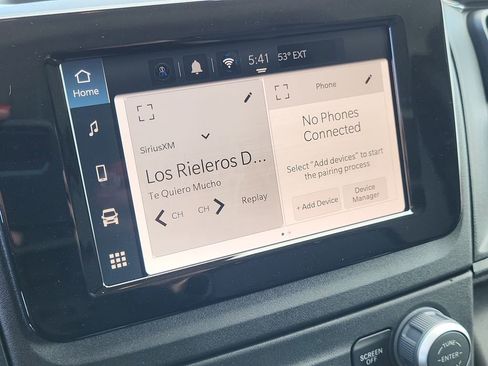 5:41 53° EXT
Home
SiriusXM
Los Rieleros D...
Te Quiero Mucho
CH CH Replay
Phone
No Phones
Connected
Select "Add devices" to start
the pairing process
+ Add Device
Device
Manager
SCREEN
OFF
TUNE
ENTER